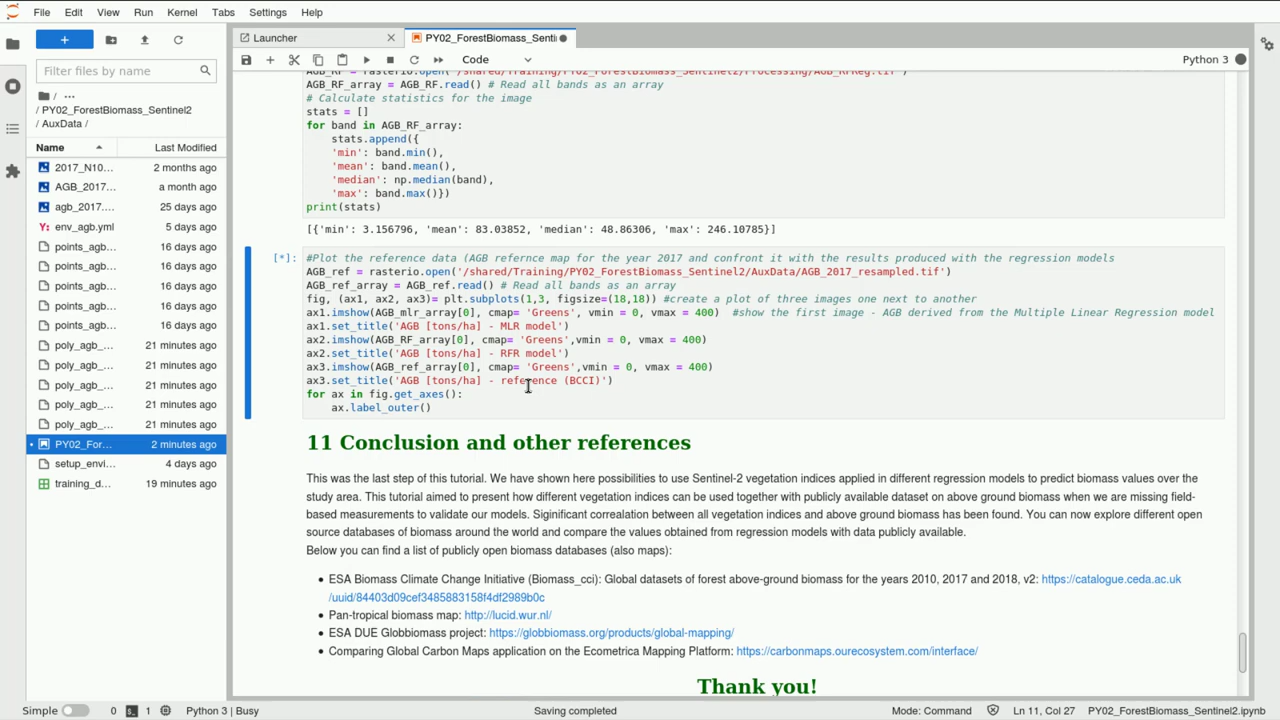 File Edit View Run Kernel Tabs Settings Help
Launcher
PY02_ForestBiomass_Senti
Code
Python 3
Filter files by name
/ ...
/ PY02_ForestBiomass_Sentinel2
/ AuxData /
Name Last Modified
2017_N10... 2 months ago
AGB_2017... a month ago
agb_2017.... 25 days ago
env_agb.yml 5 days ago
points_agb... 16 days ago
points_agb... 16 days ago
points_agb... 16 days ago
points_agb... 16 days ago
points_agb... 16 days ago
poly_agb_... 21 minutes ago
poly_agb_... 21 minutes ago
poly_agb_... 21 minutes ago
poly_agb_... 21 minutes ago
poly_agb_... 21 minutes ago
PY02_For... 2 minutes ago
setup_envi... 4 days ago
training_d... 19 minutes ago
AGB_RF = rasterio.open('/shared/Training/PY02_ForestBiomass_Sentinel2/Processing/AGB_RFReg.tif')
AGB_RF_array = AGB_RF.read() # Read all bands as an array
# Calculate statistics for the image
stats = []
for band in AGB_RF_array:
stats.append({
'min': band.min(),
'mean': band.mean(),
'median': np.median(band),
'max': band.max()})
print(stats)
[{'min': 3.156796, 'mean': 83.03852, 'median': 48.86306, 'max': 246.10785}]
[*]:
#Plot the reference data (AGB refernce map for the year 2017 and confront it with the results produced with the regression models
AGB_ref = rasterio.open('/shared/Training/PY02_ForestBiomass_Sentinel2/AuxData/AGB_2017_resampled.tif')
AGB_ref_array = AGB_ref.read() # Read all bands as an array
fig, (ax1, ax2, ax3)= plt.subplots(1,3, figsize=(18,18)) #create a plot of three images one next to another
ax1.imshow(AGB_mlr_array[0], cmap= 'Greens', vmin = 0, vmax = 400) #show the first image - AGB derived from the Multiple Linear Regression model
ax1.set_title('AGB [tons/ha] - MLR model')
ax2.imshow(AGB_RF_array[0], cmap= 'Greens',vmin = 0, vmax = 400)
ax2.set_title('AGB [tons/ha] - RFR model')
ax3.imshow(AGB_ref_array[0], cmap= 'Greens',vmin = 0, vmax = 400)
ax3.set_title('AGB [tons/ha] - reference (BCCI)')
for ax in fig.get_axes():
ax.label_outer()
11 Conclusion and other references
This was the last step of this tutorial. We have shown here possibilities to use Sentinel-2 vegetation indices applied in different regression models to predict biomass values over the
study area. This tutorial aimed to present how different vegetation indices can be used together with publicly available dataset on above ground biomass when we are missing field-
based measurements to validate our models. Siginificant correalation between all vegetation indices and above ground biomass has been found. You can now explore different open
source databases of biomass around the world and compare the values obtained from regression models with data publicly available.
Below you can find a list of publicly open biomass databases (also maps):
• ESA Biomass Climate Change Initiative (Biomass_cci): Global datasets of forest above-ground biomass for the years 2010, 2017 and 2018, v2: https://catalogue.ceda.ac.uk
/uuid/84403d09cef3485883158f4df2989b0c
• Pan-tropical biomass map: http://lucid.wur.nl/
• ESA DUE Globbiomass project: https://globbiomass.org/products/global-mapping/
• Comparing Global Carbon Maps application on the Ecometrica Mapping Platform: https://carbonmaps.ourecosystem.com/interface/
Thank you!
Simple 0 1 Python 3 | Busy Saving completed Mode: Command Ln 11, Col 27 PY02_ForestBiomass_Sentinel2.ipynb